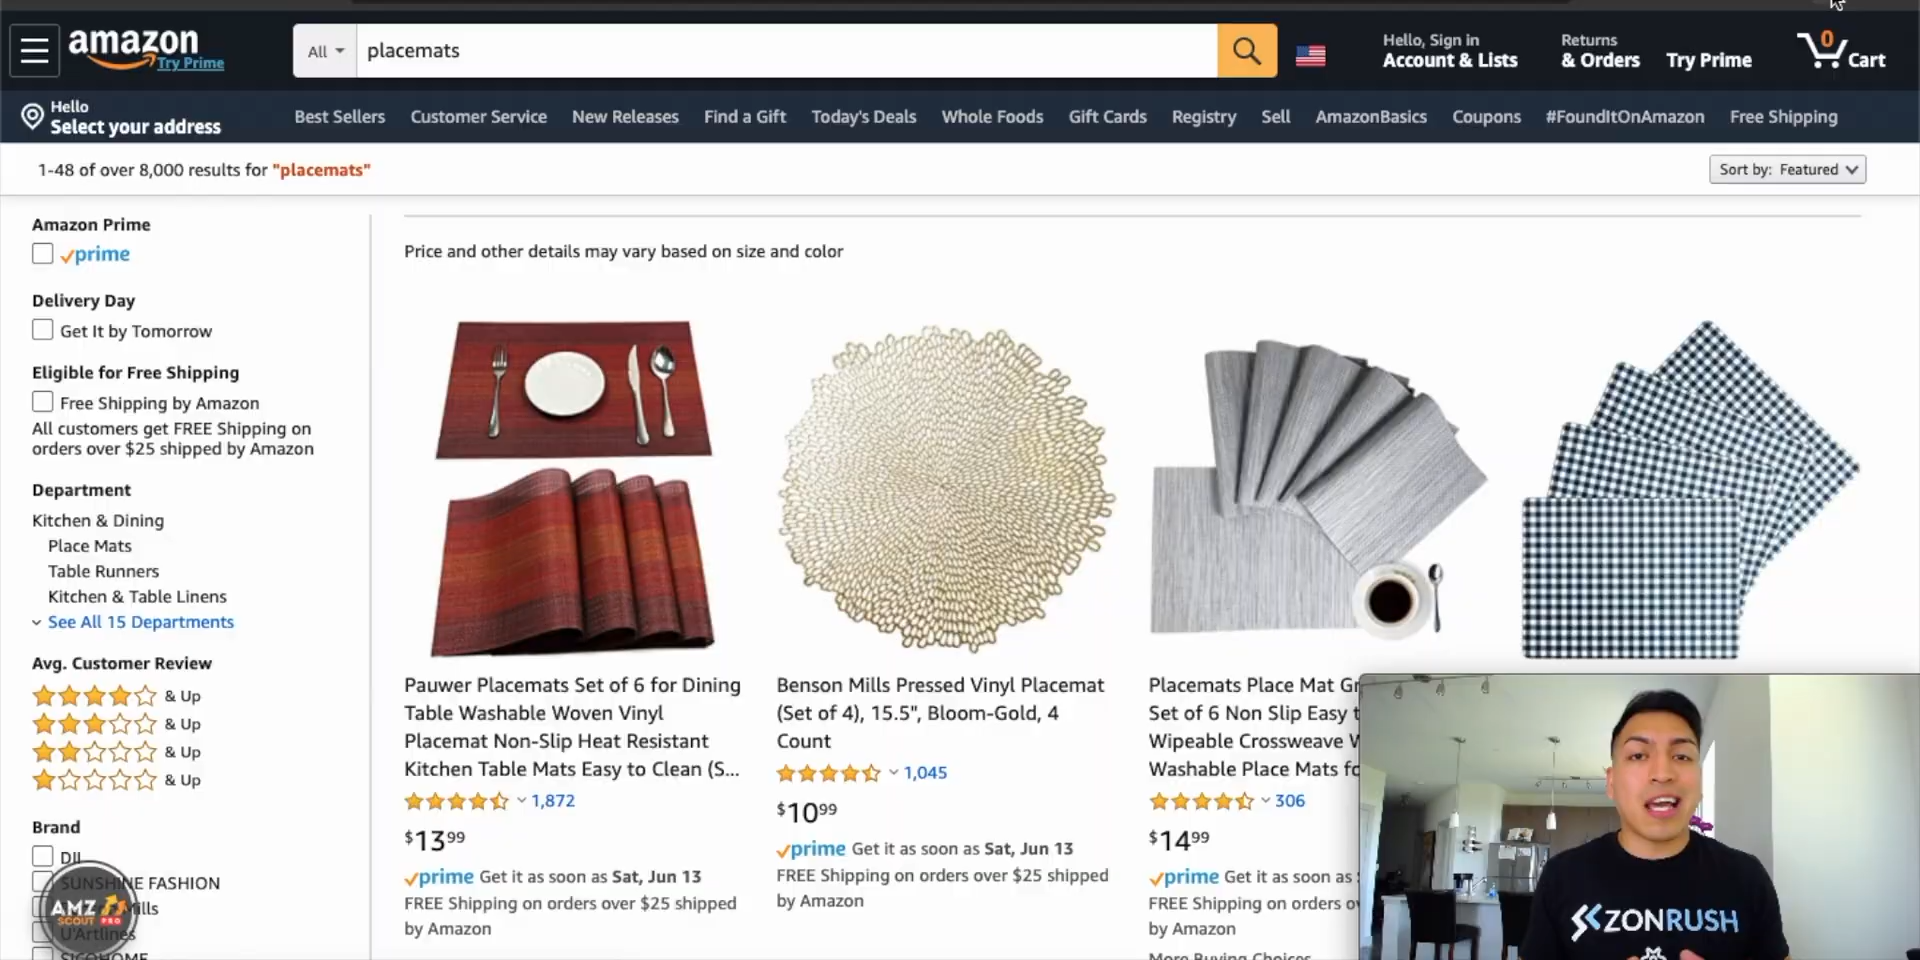 amazon
Try Prime
All
placemats
Hello, Sign in
Account & Lists
Returns
& Orders
Try Prime
0
Cart
Hello
Select your address
Best Sellers
Customer Service
New Releases
Find a Gift
Today's Deals
Whole Foods
Gift Cards
Registry
Sell
AmazonBasics
Coupons
#FoundItOnAmazon
Free Shipping
1-48 of over 8,000 results for "placemats"
Sort by: Featured
Amazon Prime
prime
Delivery Day
Get It by Tomorrow
Eligible for Free Shipping
Free Shipping by Amazon
All customers get FREE Shipping on
orders over $25 shipped by Amazon
Department
Kitchen & Dining
Place Mats
Table Runners
Kitchen & Table Linens
See All 15 Departments
Avg. Customer Review
& Up
& Up
& Up
& Up
Brand
SUNSHINE FASHION
Mills
U'Artlines
SICOHOME
AMZ
SCOUT PRO
Price and other details may vary based on size and color
Pauwer Placemats Set of 6 for Dining
Table Washable Woven Vinyl
Placemat Non-Slip Heat Resistant
Kitchen Table Mats Easy to Clean (S...
1,872
$13.99
prime Get it as soon as Sat, Jun 13
FREE Shipping on orders over $25 shipped
by Amazon
Benson Mills Pressed Vinyl Placemat
(Set of 4), 15.5", Bloom-Gold, 4
Count
1,045
$10.99
prime Get it as soon as Sat, Jun 13
FREE Shipping on orders over $25 shipped
by Amazon
Placemats Place Mat Gr
Set of 6 Non Slip Easy t
Wipeable Crossweave
Washable Place Mats fo
306
$14.99
prime Get it as soon as
FREE Shipping on orders
by Amazon
More Buying Choices
ZONRUSH